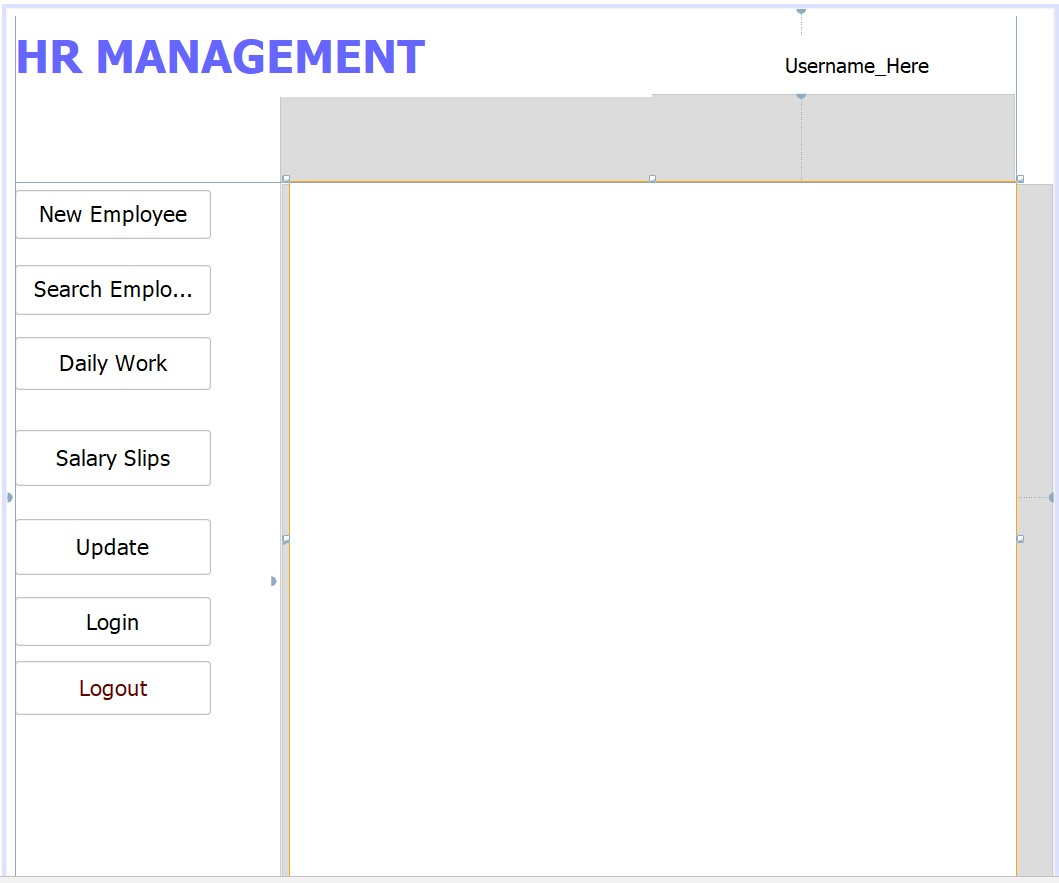 HR MANAGEMENT
Username_Here
New Employee
Search Emplo...
Daily Work
Salary Slips
Update
Login
Logout